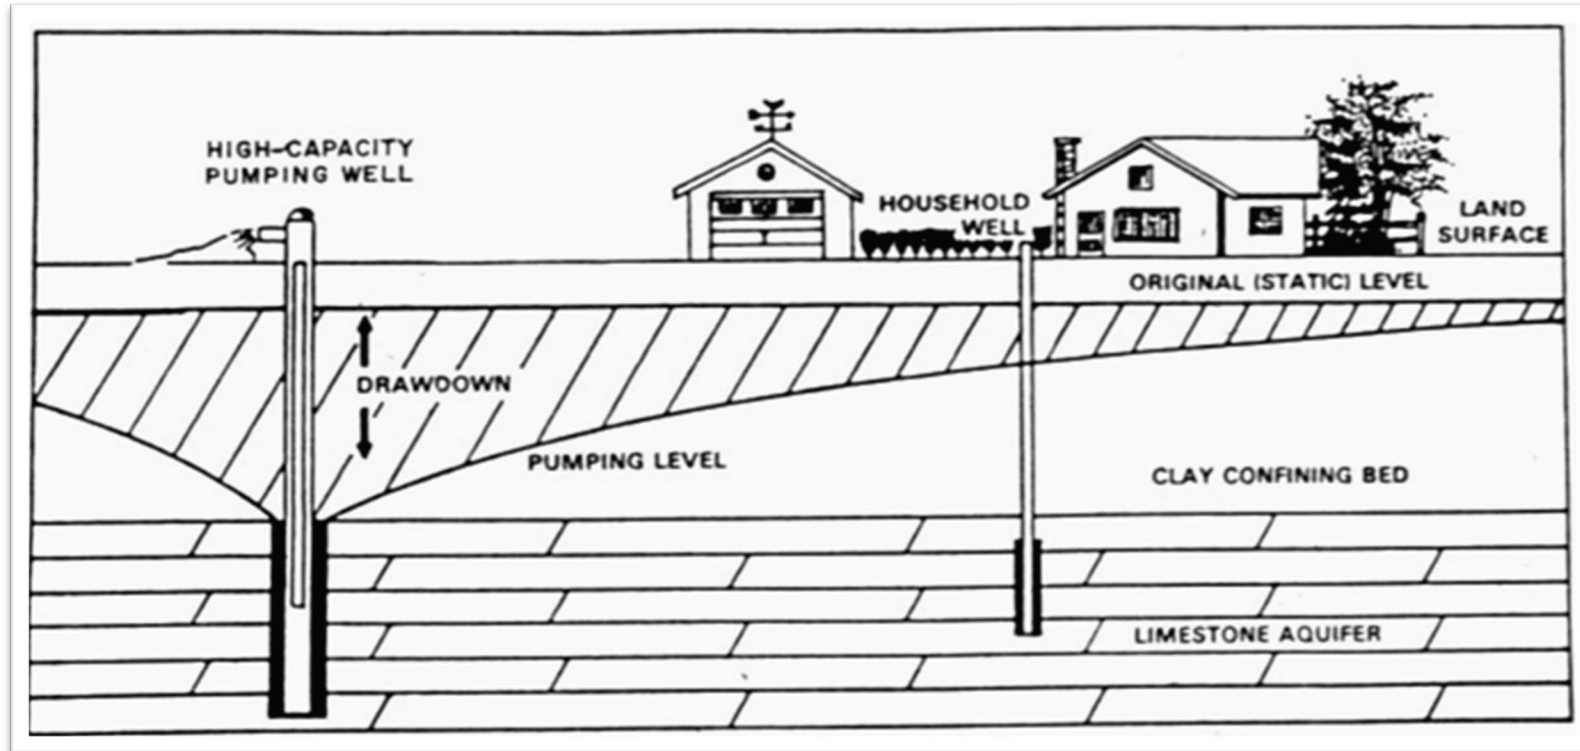 HIGH-CAPACITY
PUMPING WELL
HOUSEHOLD
WELL
LAND
SURFACE
ORIGINAL (STATIC) LEVEL
DRAWDOWN
PUMPING LEVEL
CLAY CONFINING BED
LIMESTONE AQUIFER